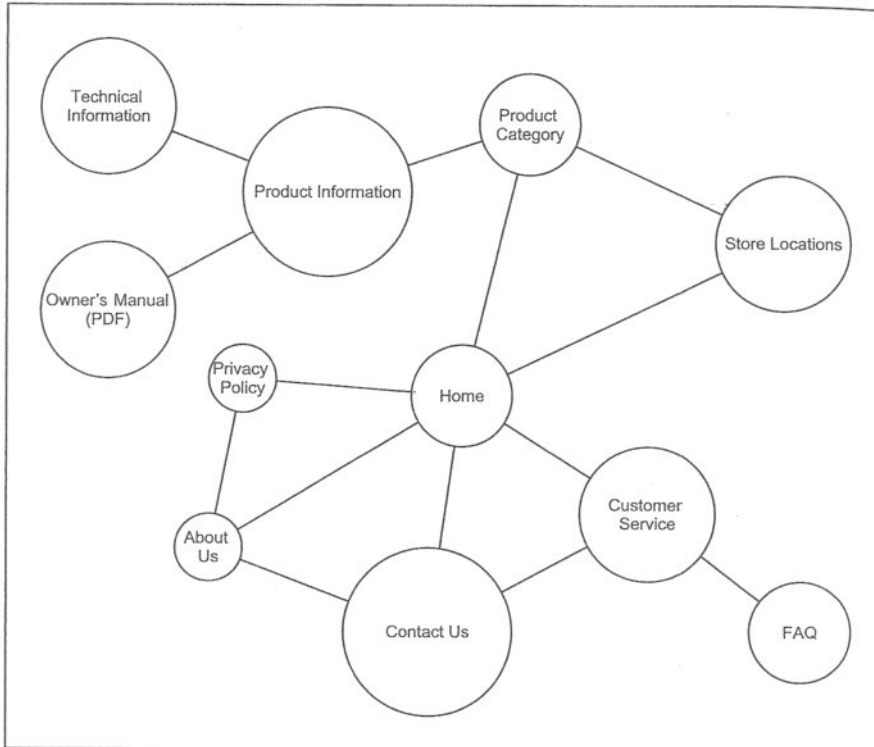 Technical
Information
Product Information
Product
Category
Store Locations
Owner's Manual
(PDF)
Privacy
Policy
Home
Customer
Service
About
Us
Contact Us
FAQ